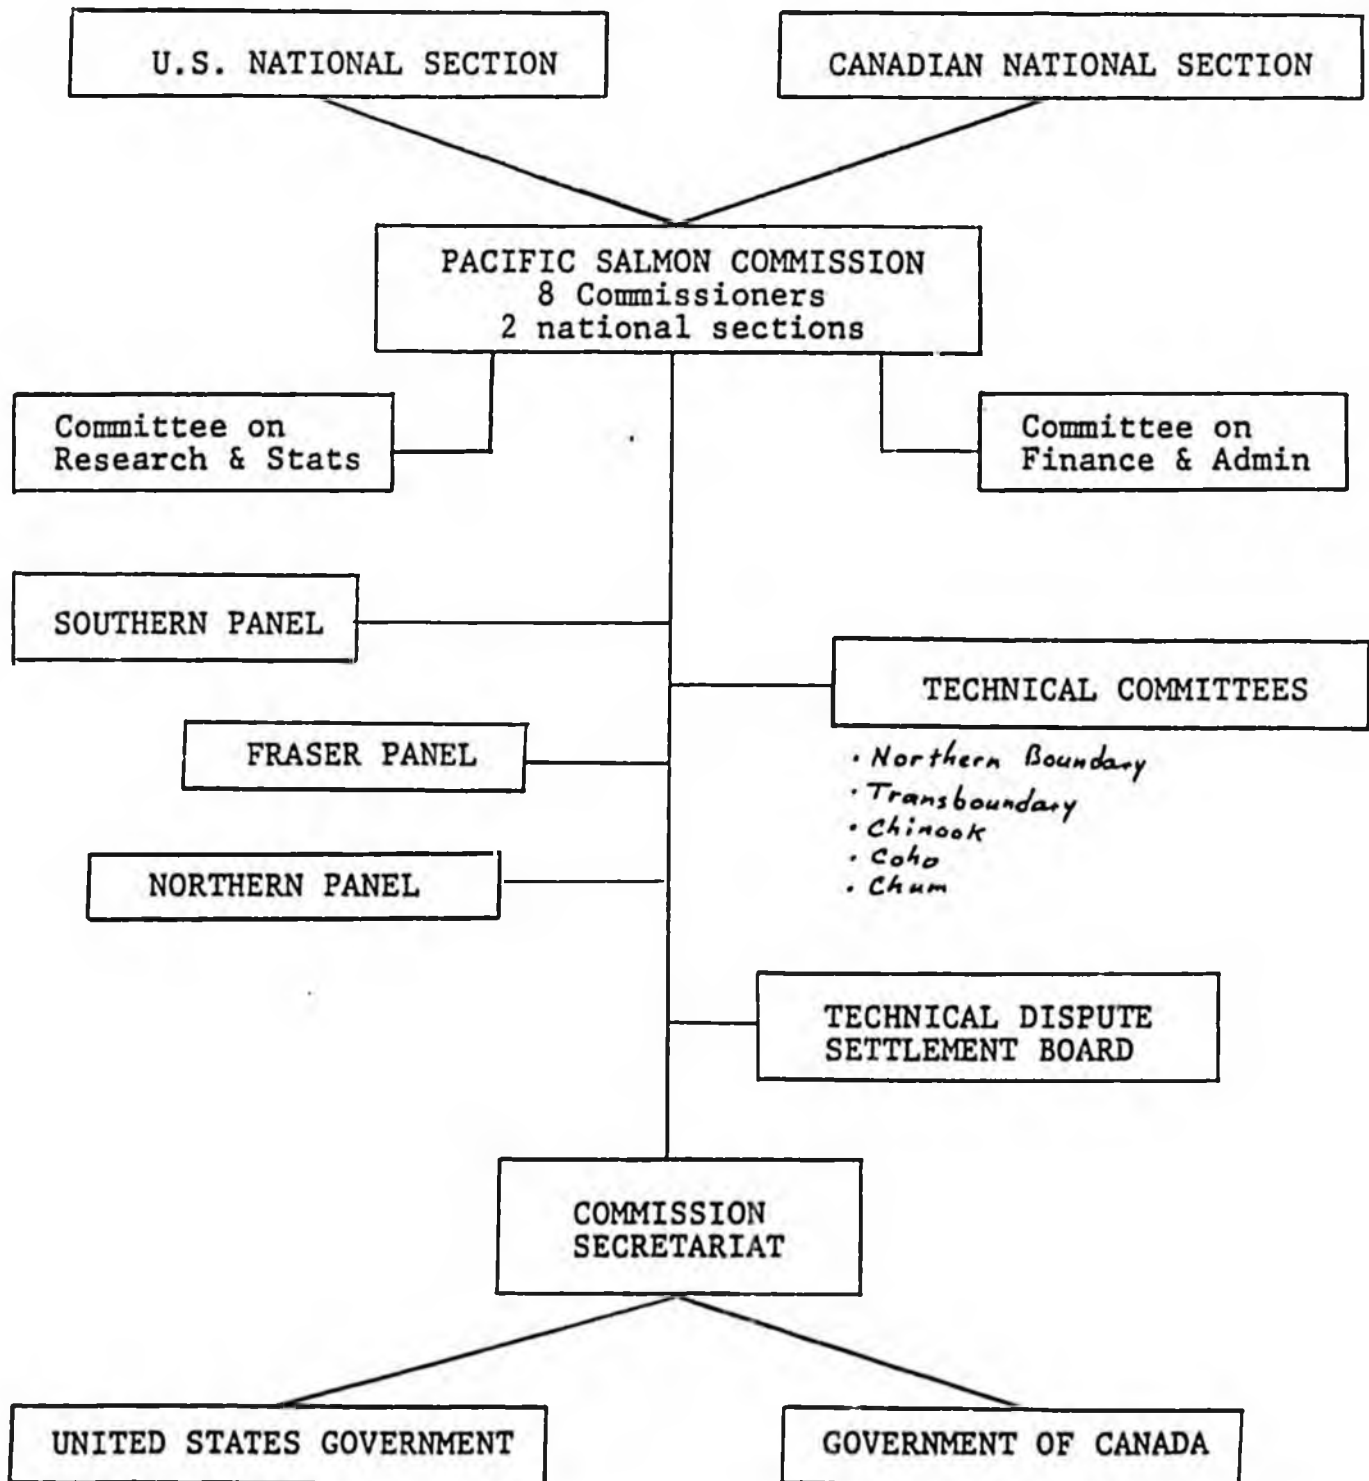 U.S. NATIONAL SECTION
CANADIAN NATIONAL SECTION
PACIFIC SALMON COMMISSION
8 Commissioners
2 national sections
Committee on
Research & Stats
Committee on
Finance & Admin
SOUTHERN PANEL
TECHNICAL COMMITTEES
· Northern Boundary
· Transboundary
· Chinook
· Coho
· Chum
FRASER PANEL
NORTHERN PANEL
TECHNICAL DISPUTE
SETTLEMENT BOARD
COMMISSION
SECRETARIAT
UNITED STATES GOVERNMENT
GOVERNMENT OF CANADA